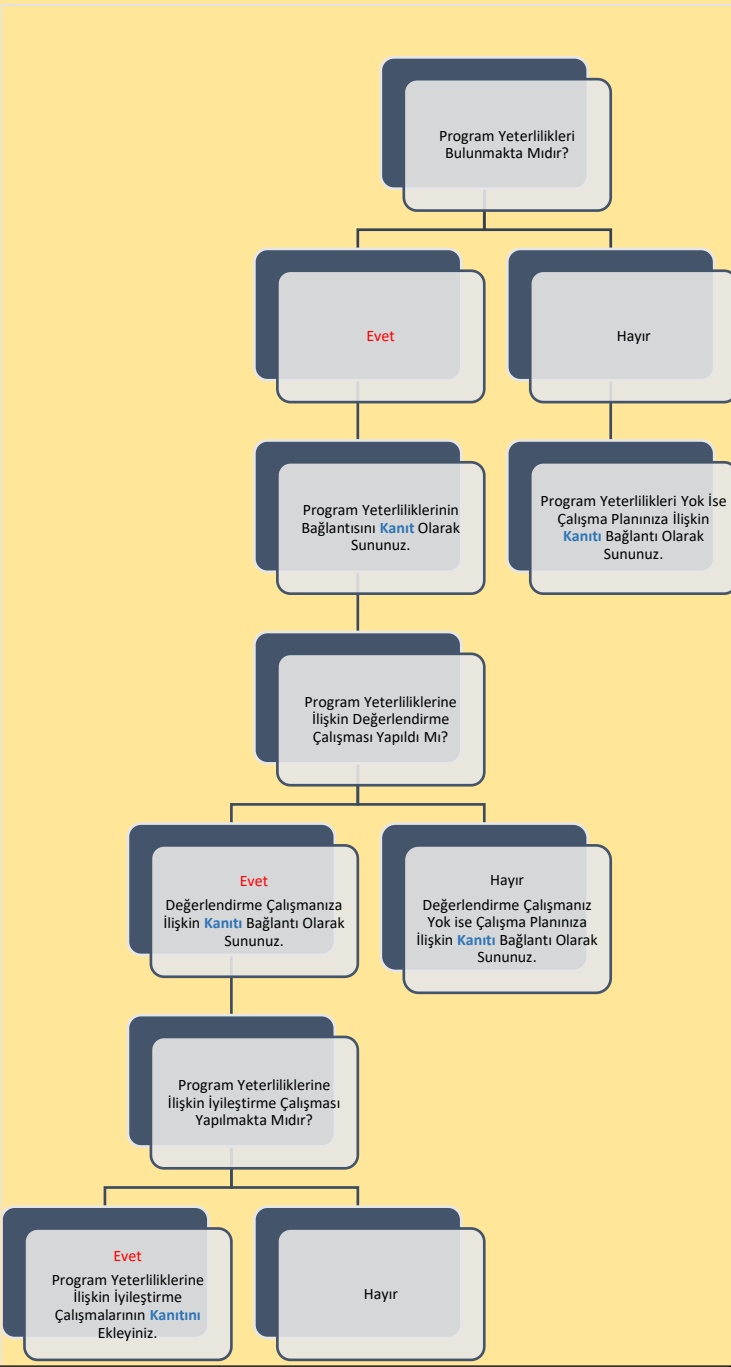 Program Yeterlilikleri
Bulunmakta Mıdır?
Evet
Hayır
Program Yeterliliklerinin
Bağlantısını Kanıt Olarak
Sununuz.
Program Yeterlilikleri Yok İse
Çalışma Planınıza İlişkin
Kanıtı Bağlantı Olarak
Sununuz.
Program Yeterliliklerine
İlişkin Değerlendirme
Çalışması Yapıldı Mı?
Evet
Değerlendirme Çalışmanıza
İlişkin Kanıtı Bağlantı Olarak
Sununuz.
Hayır
Değerlendirme Çalışmanız
Yok ise Çalışma Planınıza
İlişkin Kanıtı Bağlantı Olarak
Sununuz.
Program Yeterliliklerine
İlişkin İyileştirme Çalışması
Yapılmakta Mıdır?
Evet
Program Yeterliliklerine
İlişkin İyileştirme
Çalışmalarının Kanıtını
Ekleyiniz.
Hayır